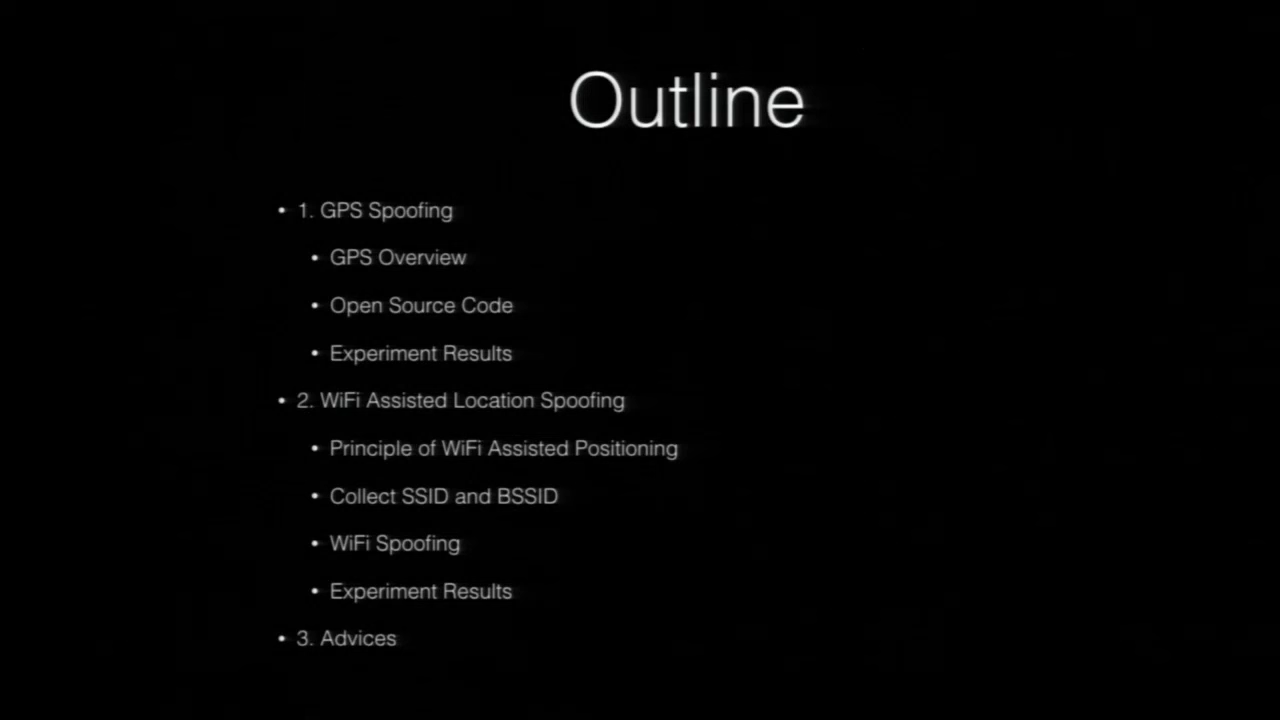 Outline
• 1. GPS Spoofing
• GPS Overview
• Open Source Code
• Experiment Results
• 2. WiFi Assisted Location Spoofing
• Principle of WiFi Assisted Positioning
• Collect SSID and BSSID
• WiFi Spoofing
• Experiment Results
• 3. Advices